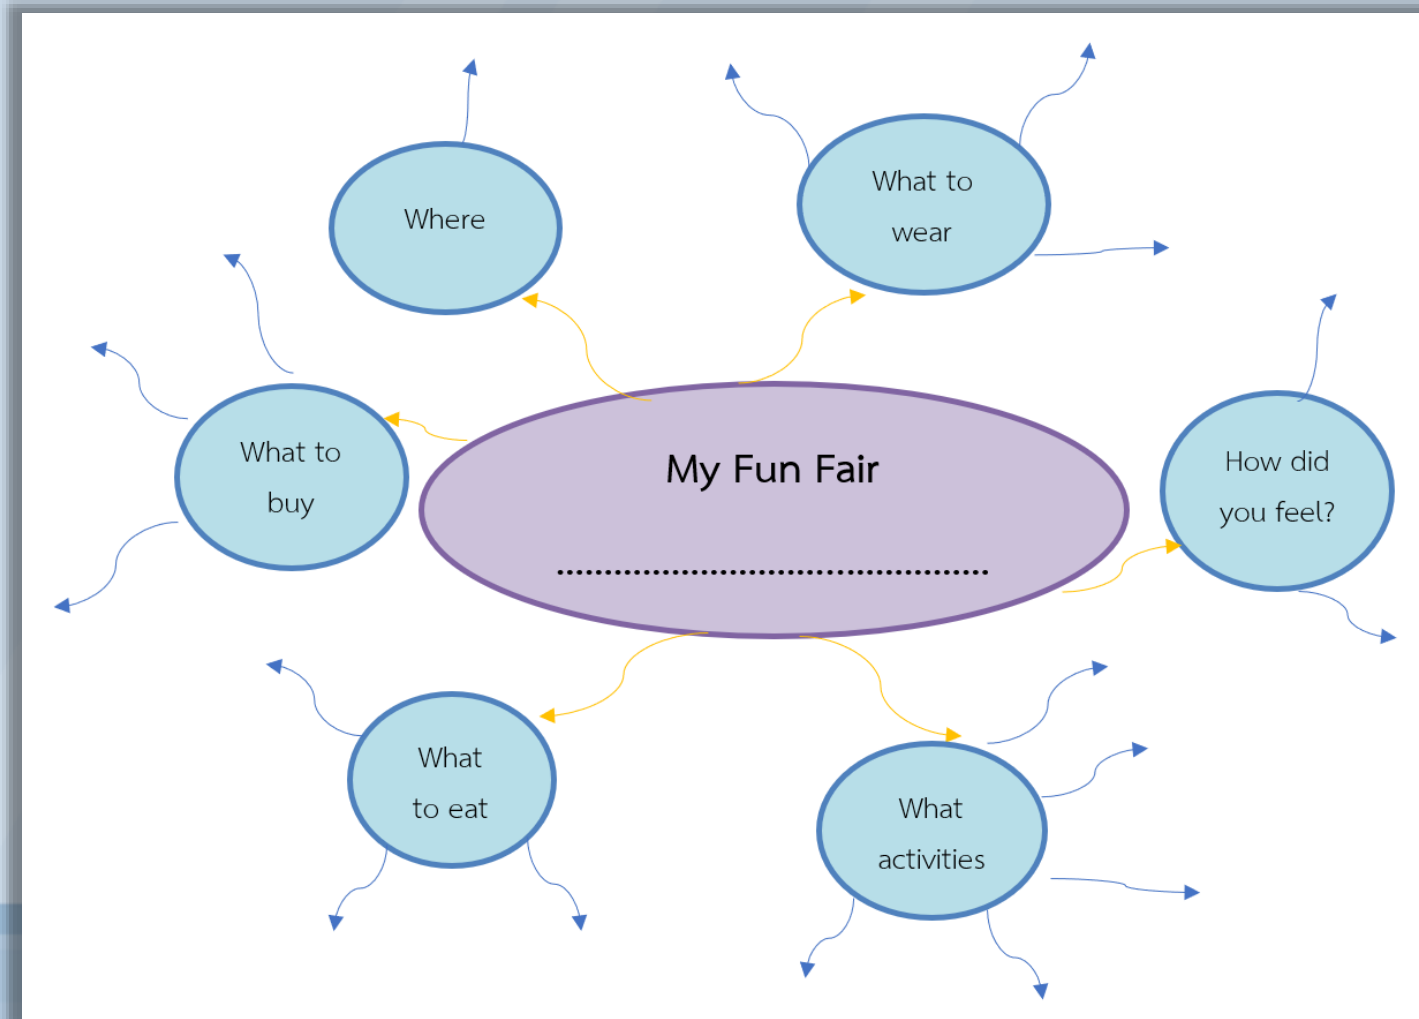 Where
What to
wear
What to
buy
My Fun Fair
..............................................
How did
you feel?
What
to eat
What
activities